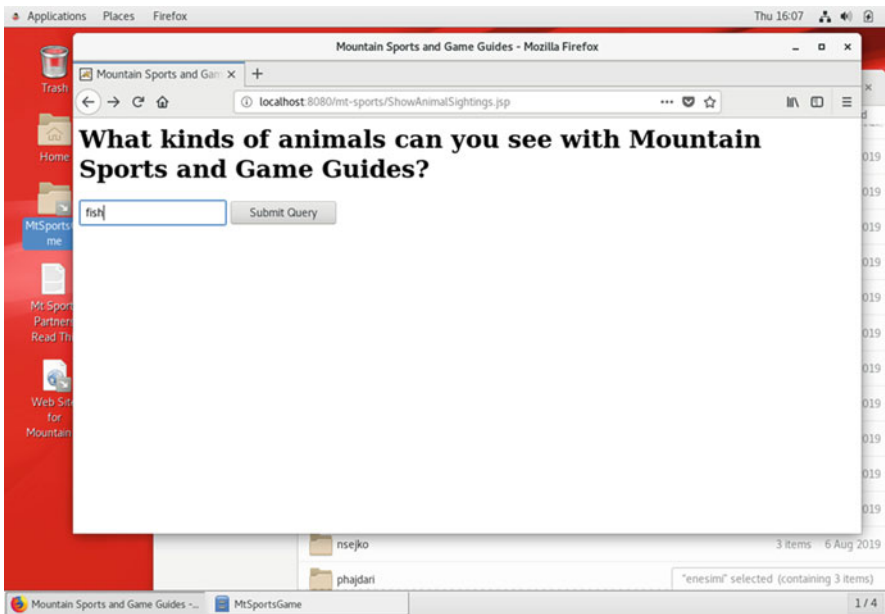 Applications Places Firefox Thu 16:07
Mountain Sports and Game Guides - Mozilla Firefox
Mountain Sports and Gam
localhost:8080/mt-sports/ShowAnimalSightings.jsp
What kinds of animals can you see with Mountain
Sports and Game Guides?
fish Submit Query
Trash
Home
MtSports
me
Mt Sport
Partners
Read Th
Web Site
for
Mountain
019
019
019
019
019
019
019
019
019
019
019
nsejko 3 items 6 Aug 2019
phajdari "enesimi" selected (containing 3 items)
Mountain Sports and Game Guides -... MtSportsGame 1 / 4